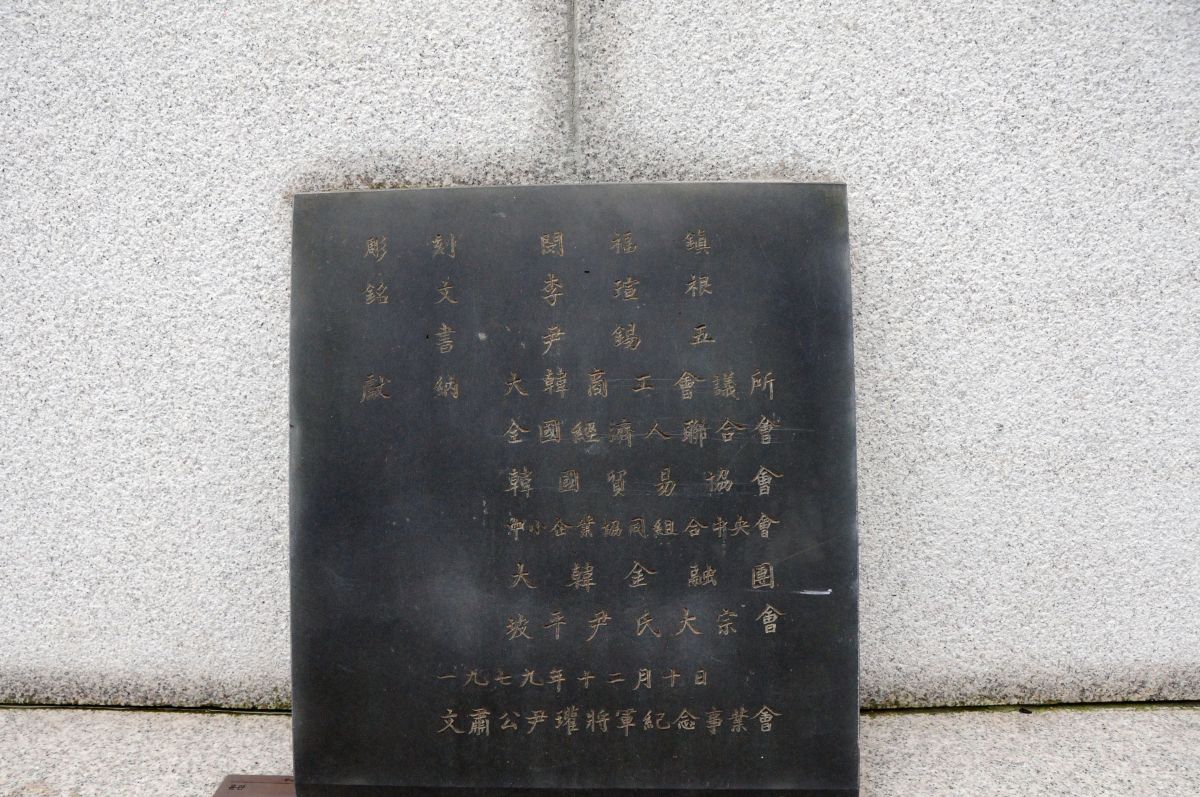 彫刻 閔福鎮
銘文 李瑄根
書 尹錫五
獻納 大韓商工會議所
全國經濟人聯合會
韓國貿易協會
中小企業協同組合中央會
大韓金融團
坡平尹氏大宗會
一九七九年十二月十日
文肅公尹瓘將軍紀念事業會